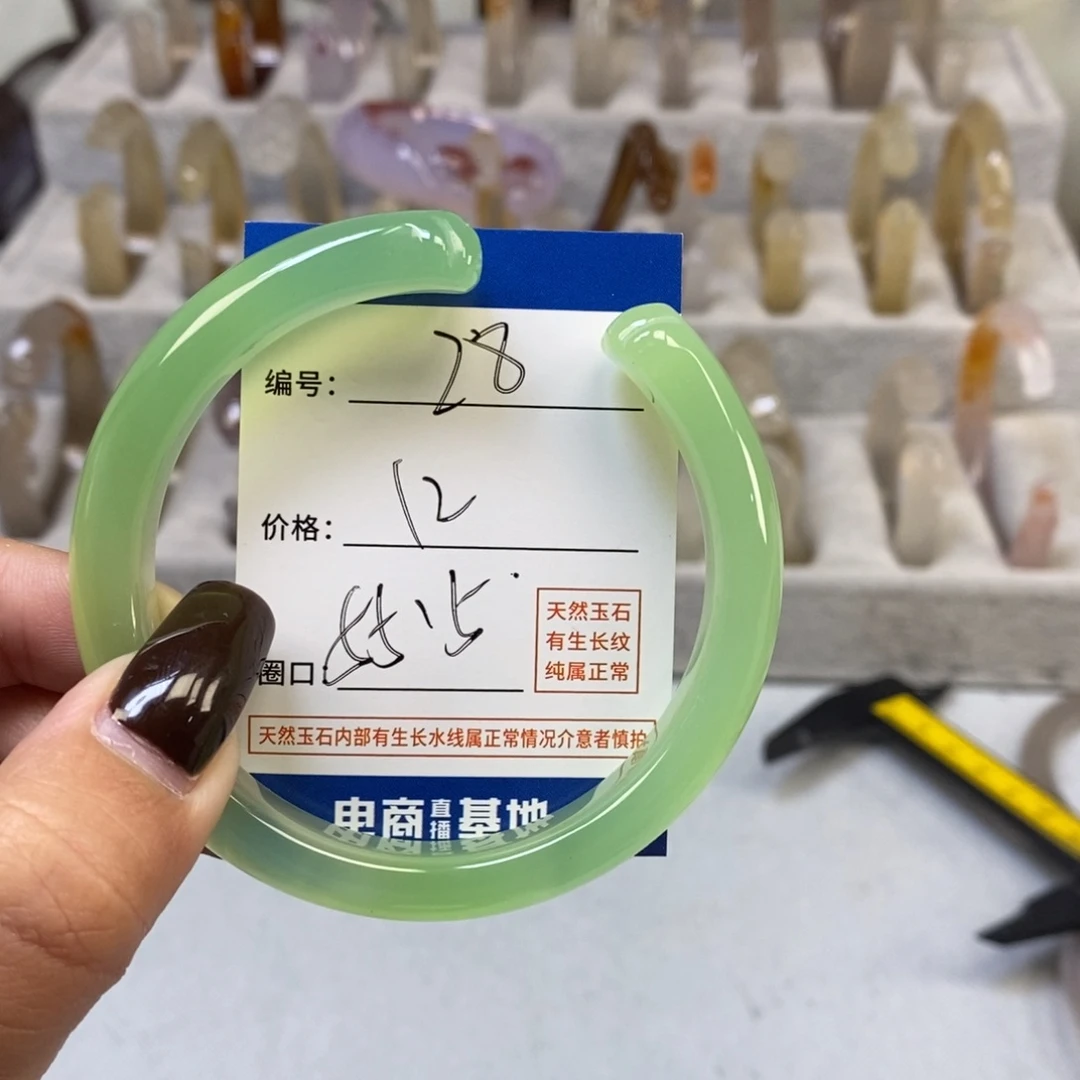 编号: 28
价格: 12
圈口:
天然玉石
有生长纹
纯属正常
天然玉石内部有生长水线属正常情况介意者慎拍
电商直播基地